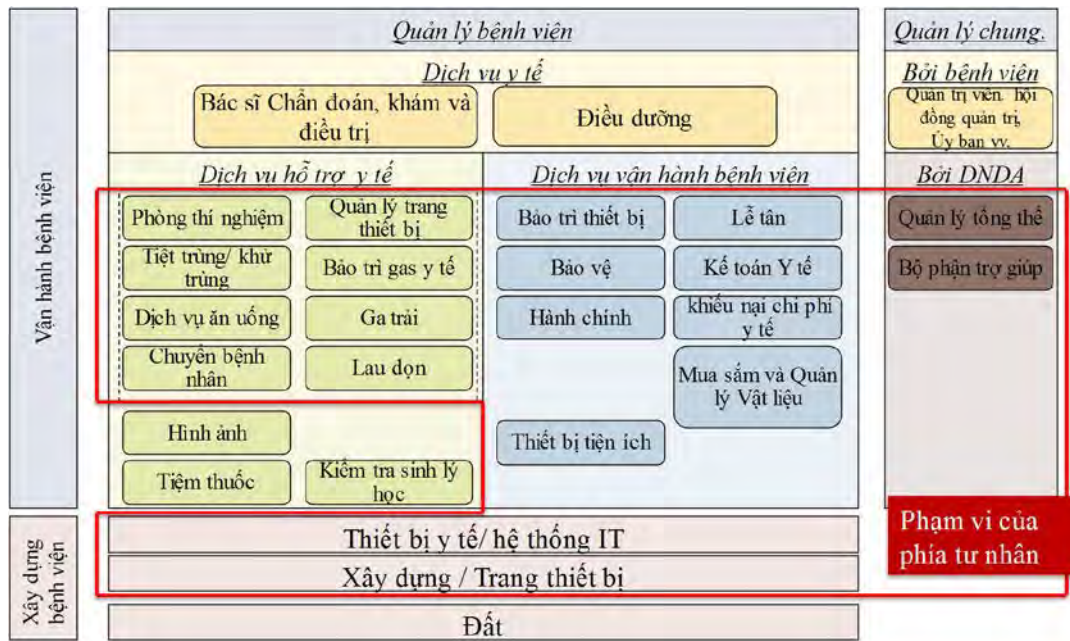 Quản lý bệnh viện
Dịch vụ y tế
Bác sĩ Chẩn đoán, khám và
điều trị
Điều dưỡng
Quản lý chung.
Bởi bệnh viện
Quản trị viên. hội
đồng quản trị,
Ủy ban vv.
Vận hành bệnh viện
Dịch vụ hỗ trợ y tế
Phòng thí nghiệm
Quản lý trang
thiết bị
Tiệt trùng/ khử
trùng
Bảo trì gas y tế
Dịch vụ ăn uống
Ga trải
Chuyển bệnh
nhân
Lau dọn
Hình ảnh
Tiệm thuốc
Kiểm tra sinh lý
học
Dịch vụ vận hành bệnh viện
Bảo trì thiết bị
Lễ tân
Bảo vệ
Kế toán Y tế
Hành chính
khiếu nại chi phí
y tế
Mua sắm và Quản
lý Vật liệu
Thiết bị tiện ích
Bởi DNDA
Quản lý tổng thể
Bộ phận trợ giúp
Phạm vi của
phía tư nhân
Xây dựng
bệnh viện
Thiết bị y tế/ hệ thống IT
Xây dựng / Trang thiết bị
Đất